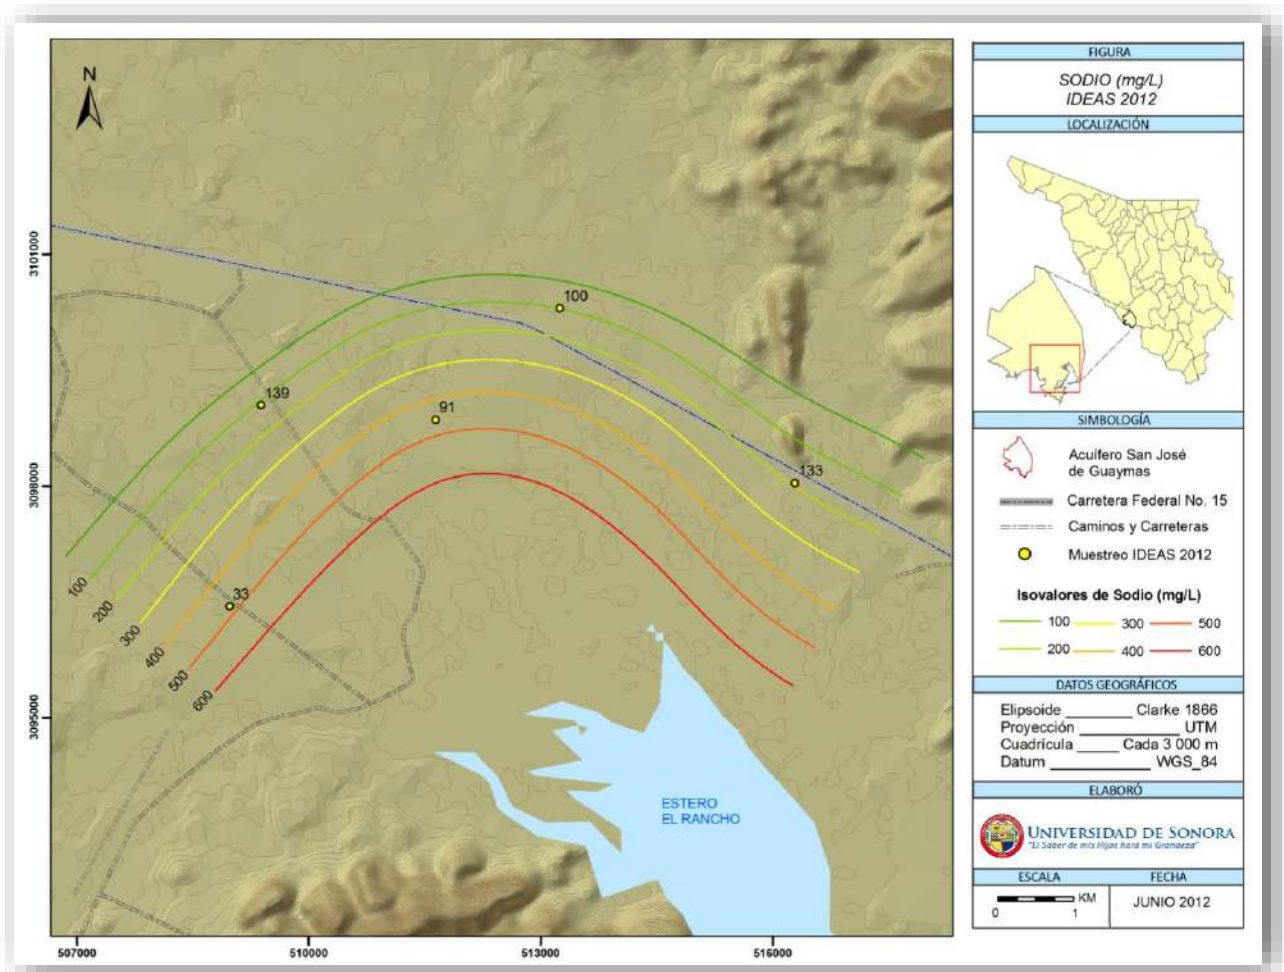 N
3101000
3098000
3095000
507000
510000
513000
516000
100
139
91
133
33
100
200
300
400
500
600
ESTERO
EL RANCHO
FIGURA
SODIO (mg/L)
IDEAS 2012
LOCALIZACIÓN
SIMBOLOGÍA
Acuífero San José
de Guaymas
Carretera Federal No. 15
Caminos y Carreteras
Muestreo IDEAS 2012
Isovalores de Sodio (mg/L)
100 300 500
200 400 600
DATOS GEOGRÁFICOS
Elipsoide ________ Clarke 1866
Proyección ____________ UTM
Cuadrícula _____ Cada 3 000 m
Datum ____________ WGS_84
ELABORÓ
UNIVERSIDAD DE SONORA
"El Saber de mis Hijos hará mi Grandeza"
ESCALA
KM
0 1
FECHA
JUNIO 2012